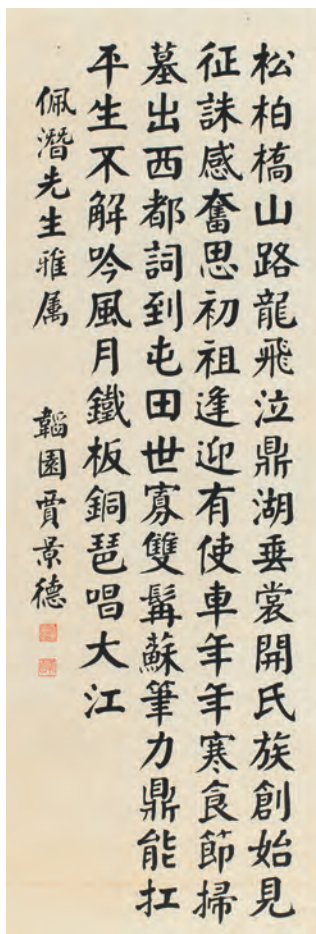 松柏橋山路龍飛泣鼎湖垂裳開氏族創始見
征誅感奮思初祖逢迎有使車年年寒食節掃
墓出西都詞到屯田世寡雙髯蘇筆力鼎能扛
平生不解吟風月鐵板銅琶唱大江
佩潛先生雅属
韜園賈景德